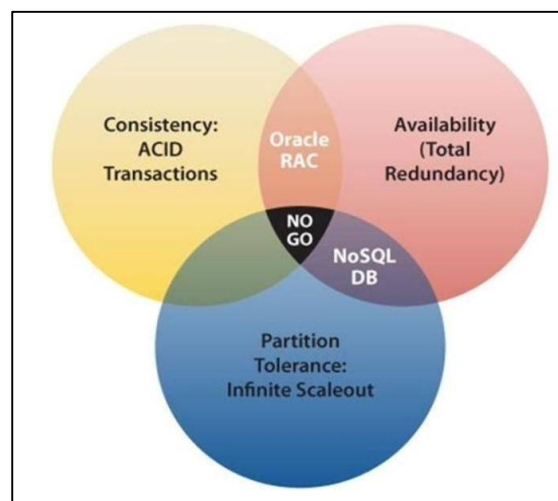 Consistency:
ACID
Transactions
Oracle
RAC
Availability
(Total
Redundancy)
NO
GO
NoSQL
DB
Partition
Tolerance:
Infinite Scaleout